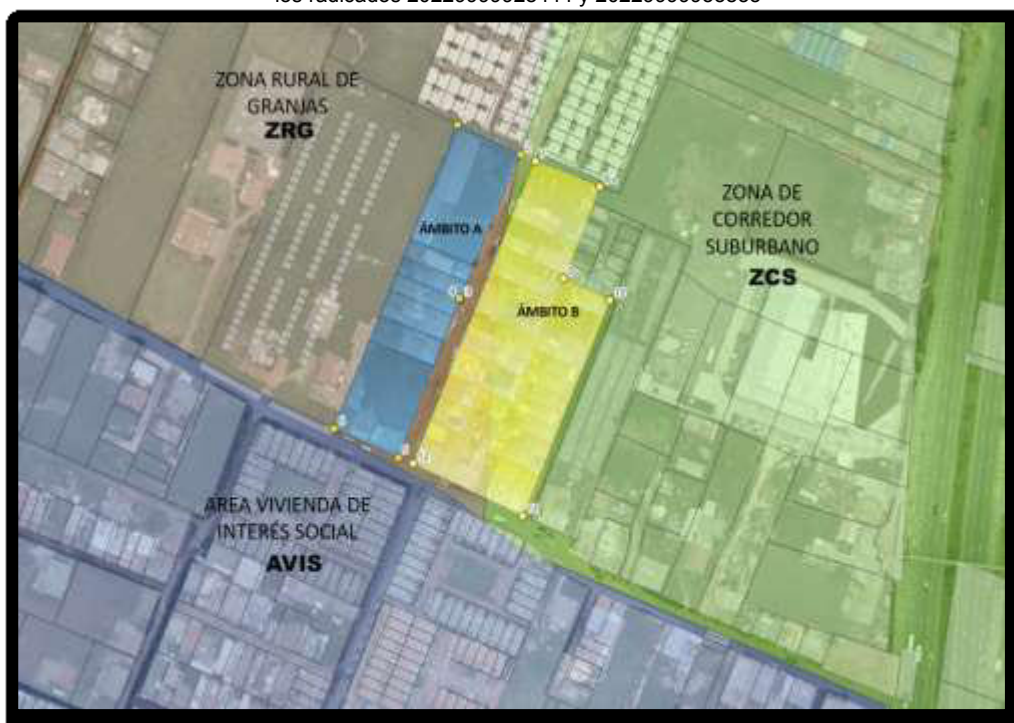 ZONA RURAL DE
GRANJAS
ZRG
ÁMBITO A
ÁMBITO B
ZONA DE
CORREDOR
SUBURBANO
ZCS
AREA VIVIENDA DE
INTERÉS SOCIAL
AVIS